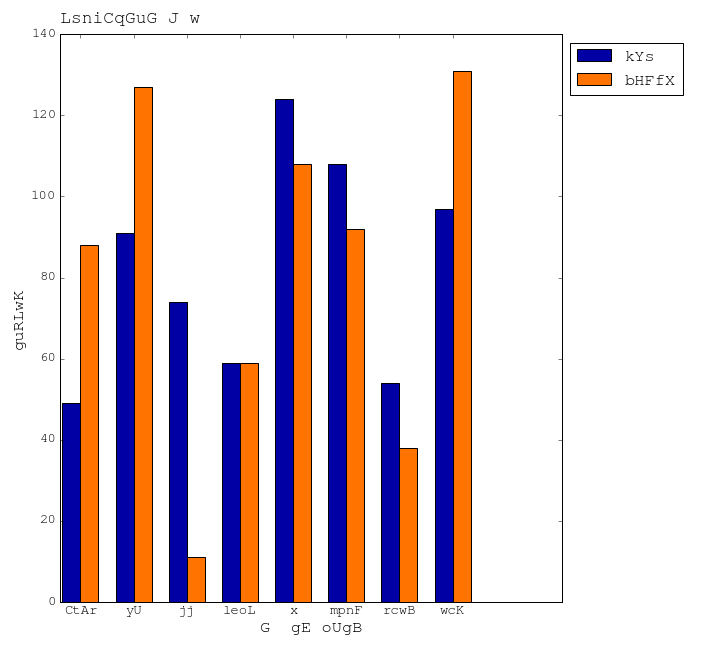 LsniCqGuG J w
140
120
100
80
60
40
20
0
guRLwK
CtAr yU jj leoL x mpnF rcwB wcK
G  gE oUgB
kYs
bHFfX